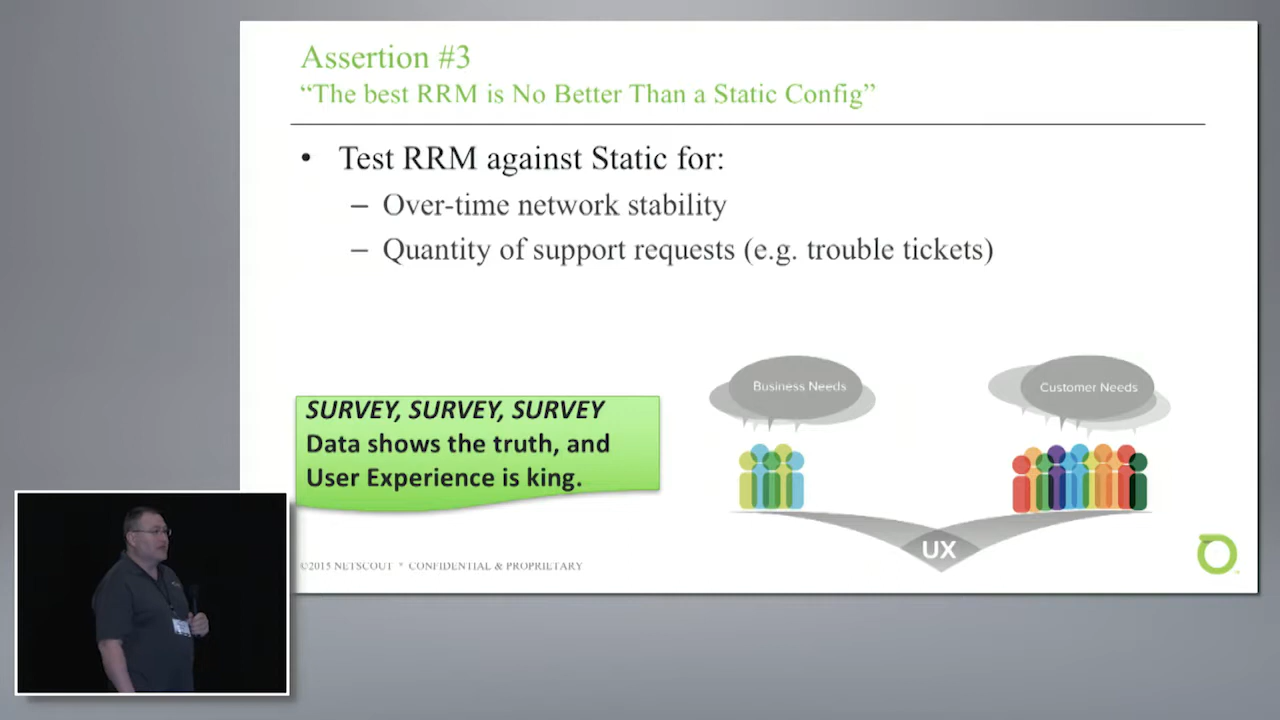 Assertion #3
“The best RRM is No Better Than a Static Config”
• Test RRM against Static for:
– Over-time network stability
– Quantity of support requests (e.g. trouble tickets)
Business Needs
Customer Needs
SURVEY, SURVEY, SURVEY
Data shows the truth, and
User Experience is king.
UX
©2015 NETSCOUT * CONFIDENTIAL & PROPRIETARY